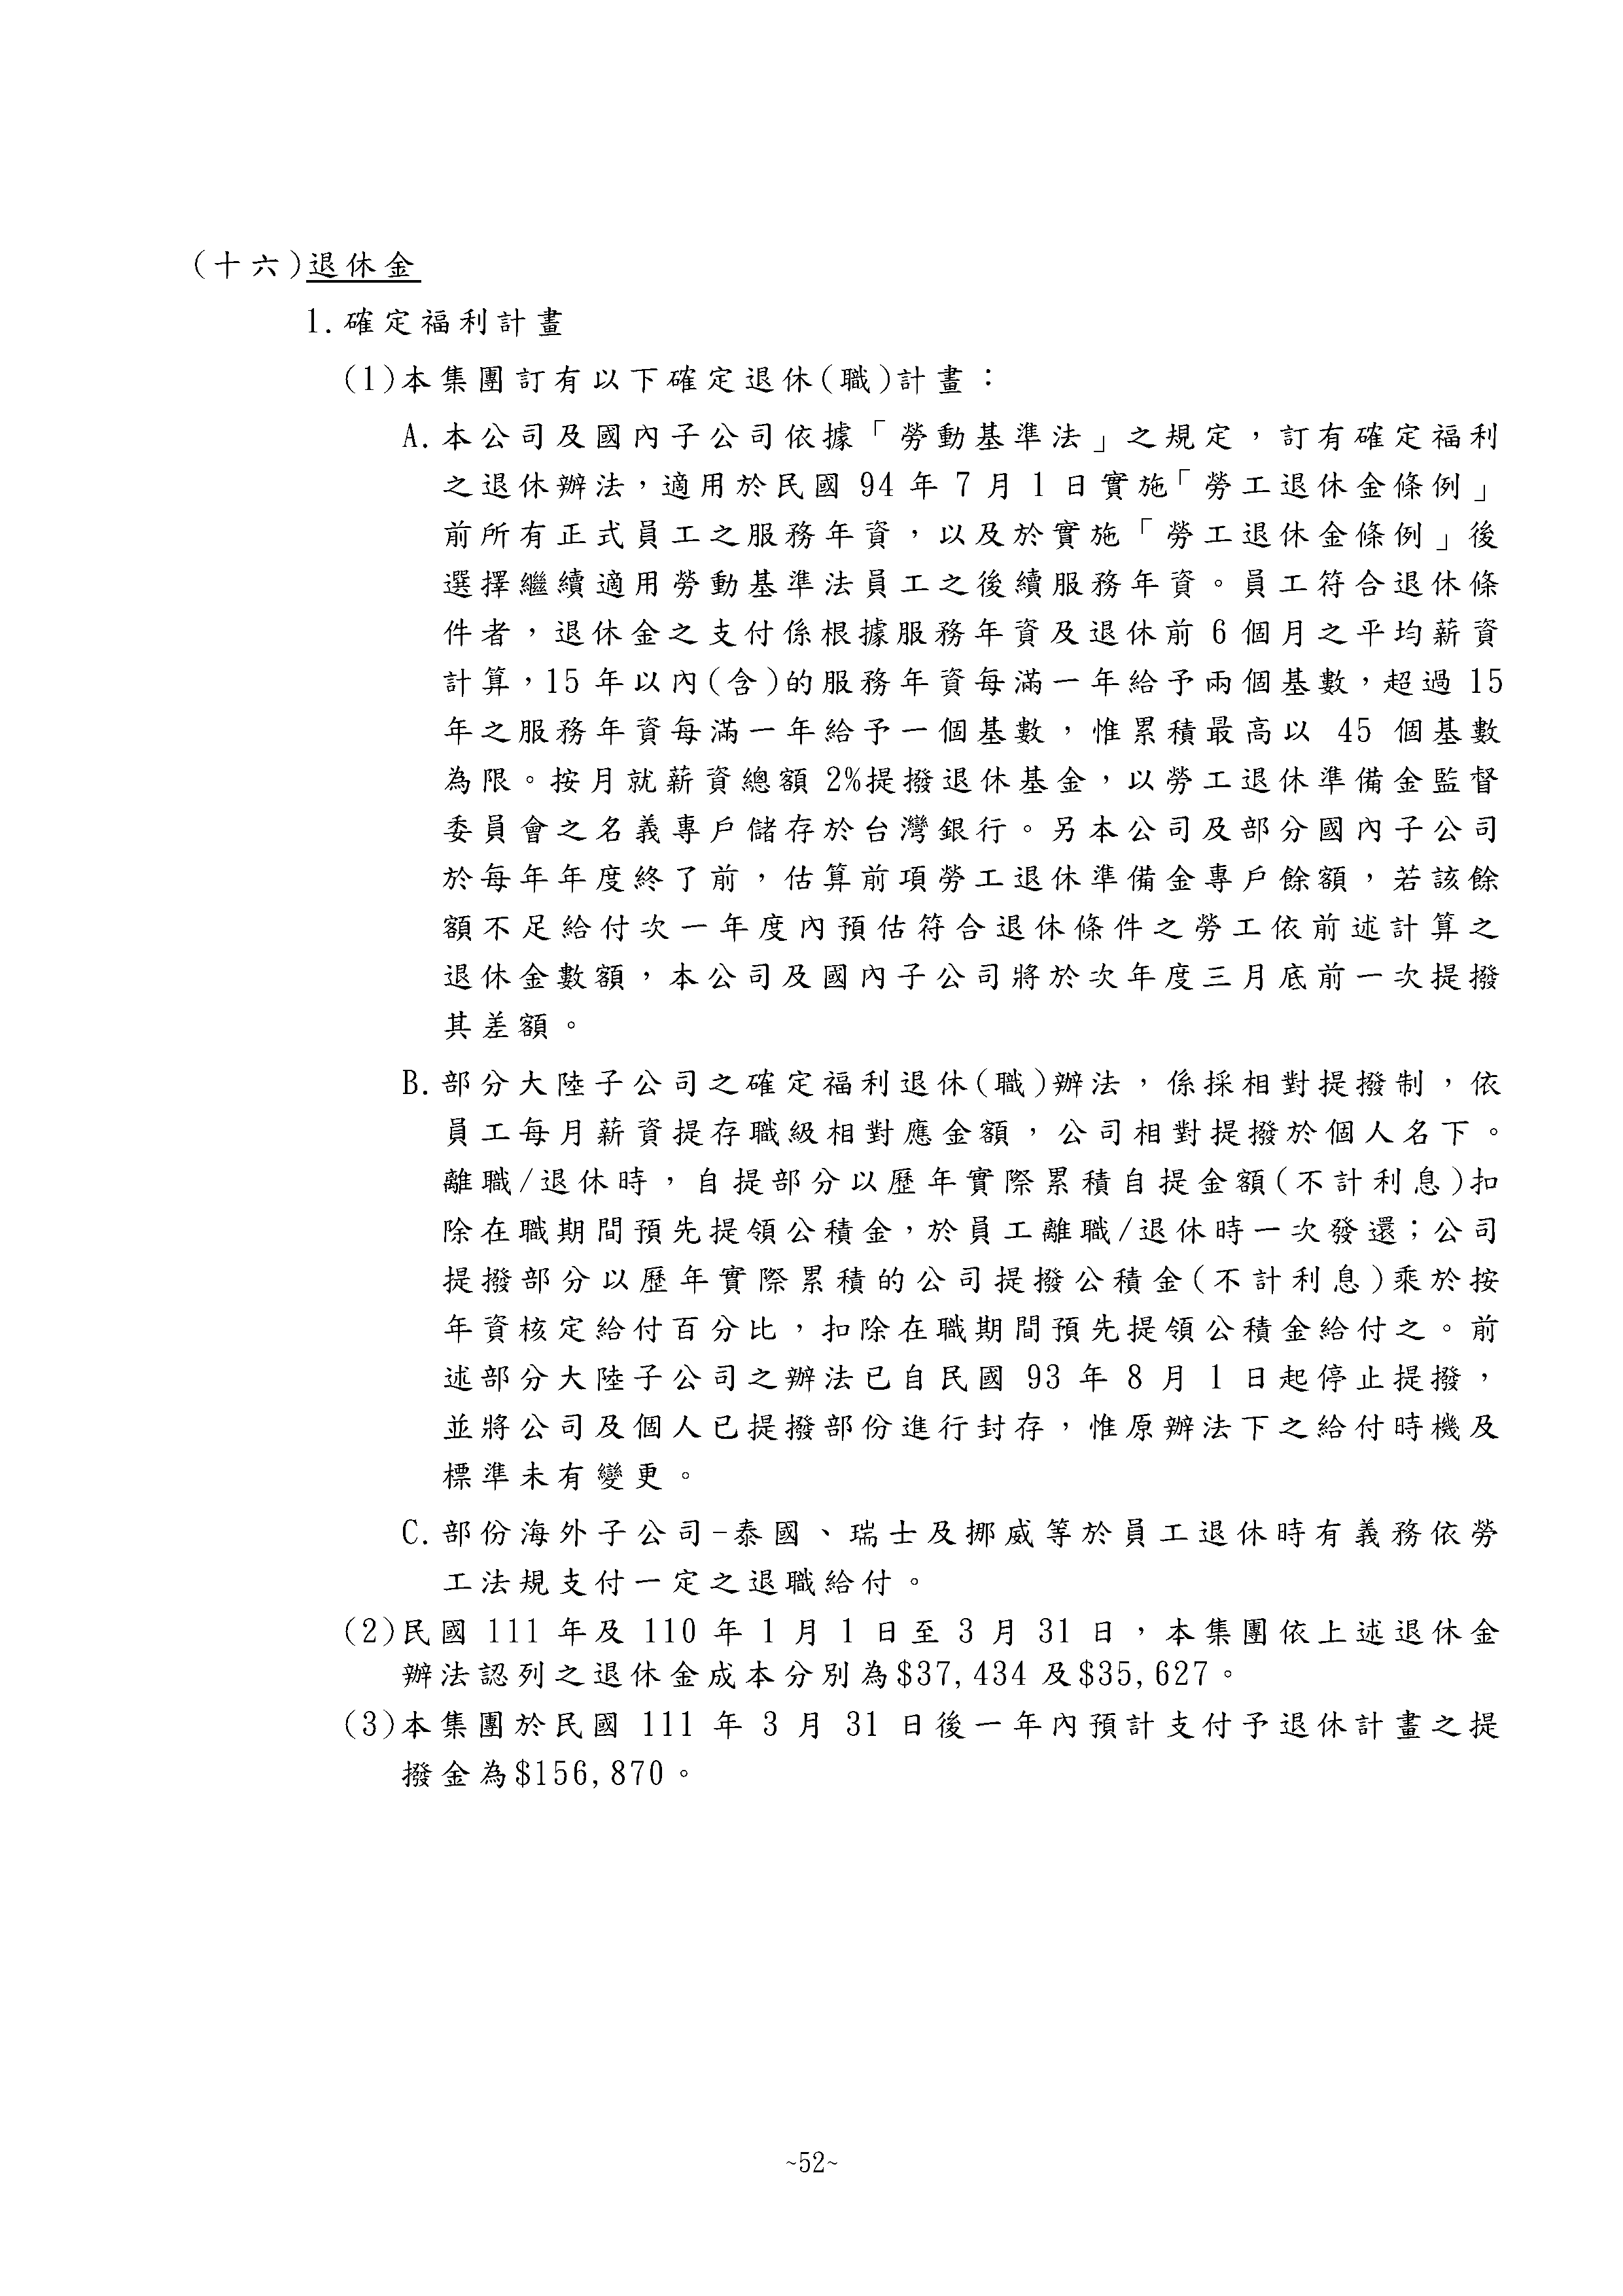 (十六)退休金
1.確定福利計畫
(1)本集團訂有以下確定退休(職)計畫：
A.本公司及國內子公司依據「勞動基準法」之規定，訂有確定福利
之退休辦法，適用於民國 94 年 7 月 1 日實施「勞工退休金條例」
前所有正式員工之服務年資，以及於實施「勞工退休金條例」後
選擇繼續適用勞動基準法員工之後續服務年資。員工符合退休條
件者，退休金之支付係根據服務年資及退休前 6 個月之平均薪資
計算，15 年以內(含)的服務年資每滿一年給予兩個基數，超過 15
年之服務年資每滿一年給予一個基數，惟累積最高以 45 個基數
為限。按月就薪資總額 2%提撥退休基金，以勞工退休準備金監督
委員會之名義專戶儲存於台灣銀行。另本公司及部分國內子公司
於每年年度終了前，估算前項勞工退休準備金專戶餘額，若該餘
額不足給付次一年度內預估符合退休條件之勞工依前述計算之
退休金數額，本公司及國內子公司將於次年度三月底前一次提撥
其差額。
B.部分大陸子公司之確定福利退休(職)辦法，係採相對提撥制，依
員工每月薪資提存職級相對應金額，公司相對提撥於個人名下。
離職/退休時，自提部分以歷年實際累積自提金額(不計利息)扣
除在職期間預先提領公積金，於員工離職/退休時一次發還；公司
提撥部分以歷年實際累積的公司提撥公積金(不計利息)乘於按
年資核定給付百分比，扣除在職期間預先提領公積金給付之。前
述部分大陸子公司之辦法已自民國 93 年 8 月 1 日起停止提撥，
並將公司及個人已提撥部份進行封存，惟原辦法下之給付時機及
標準未有變更。
C.部份海外子公司-泰國、瑞士及挪威等於員工退休時有義務依勞
工法規支付一定之退職給付。
(2)民國 111 年及 110 年 1 月 1 日至 3 月 31 日，本集團依上述退休金
辦法認列之退休金成本分別為$37,434 及$35,627。
(3)本集團於民國 111 年 3 月 31 日後一年內預計支付予退休計畫之提
撥金為$156,870。
~52~